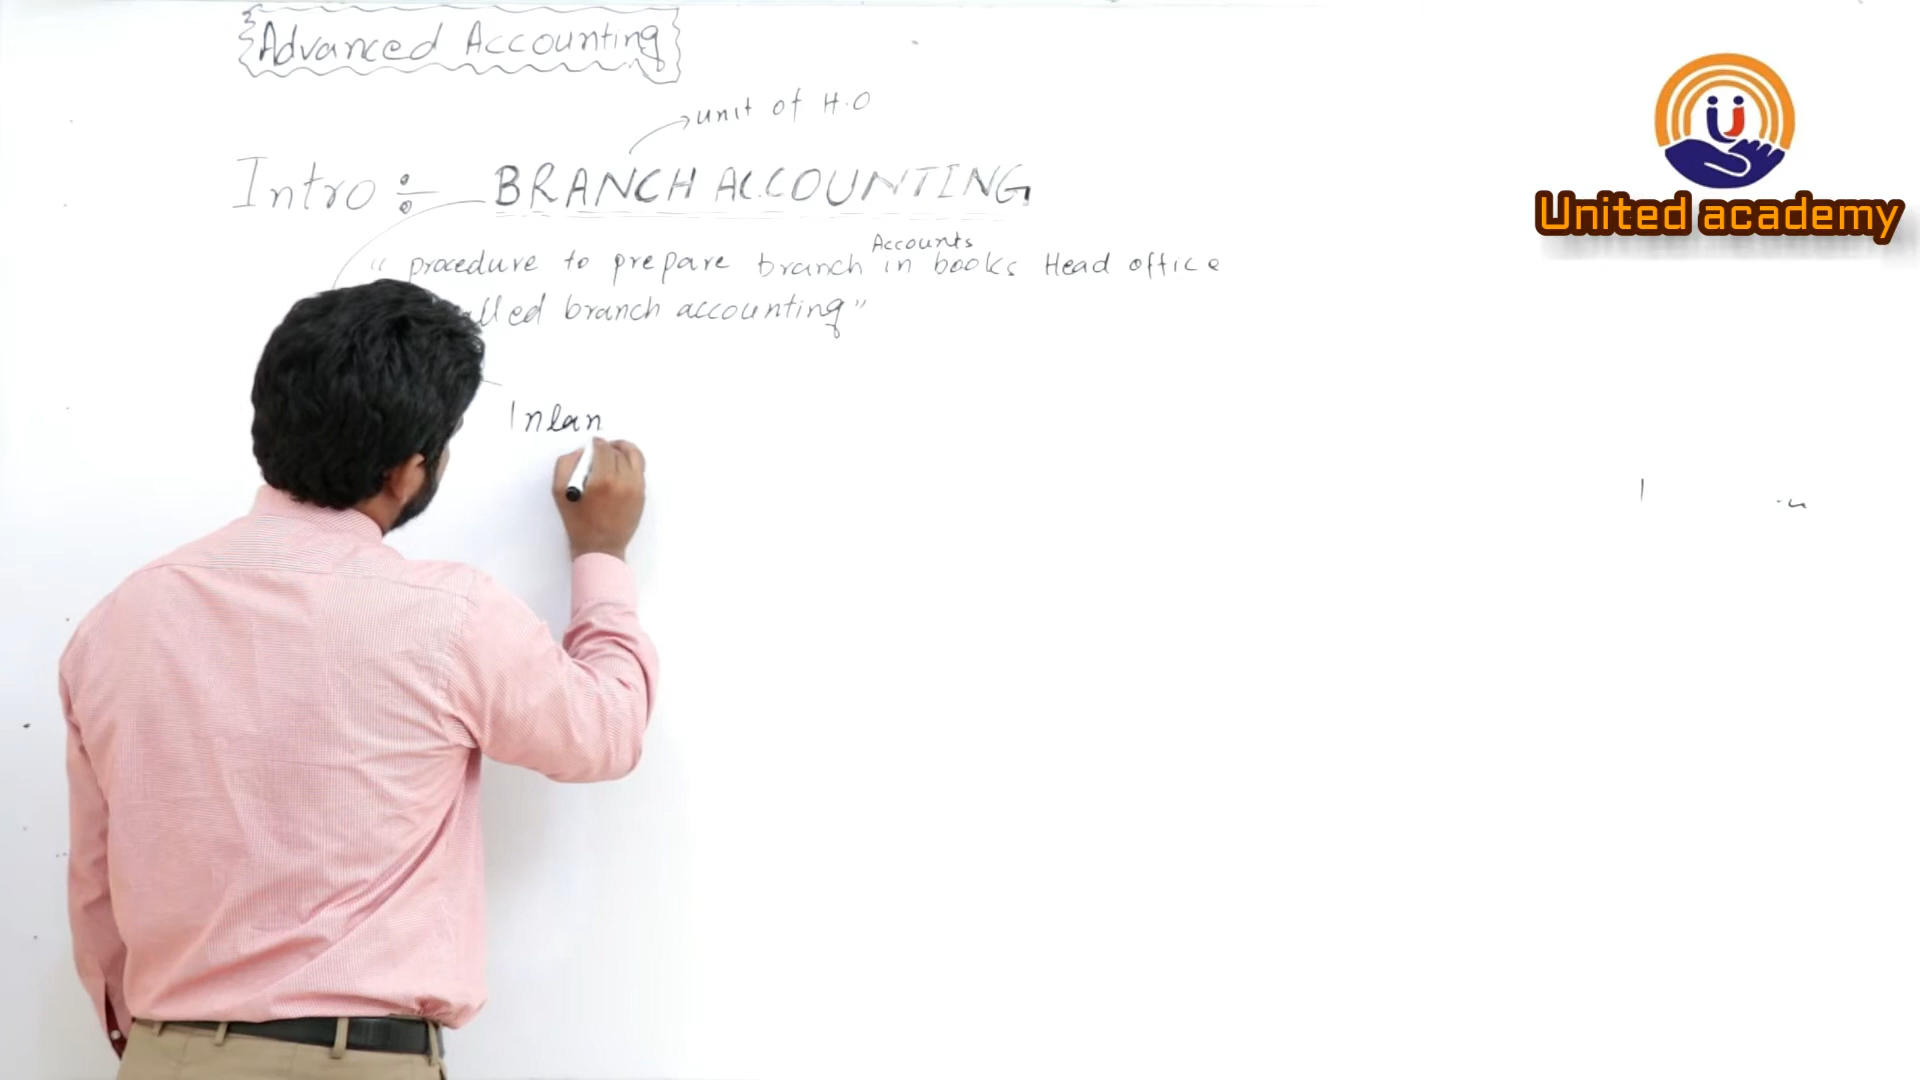 Advanced Accounting
unit of H.O
Intro :- BRANCH ACCOUNTING
Accounts
“ procedure to prepare branch in books Head office
alled branch accounting”
Inlan
United academy